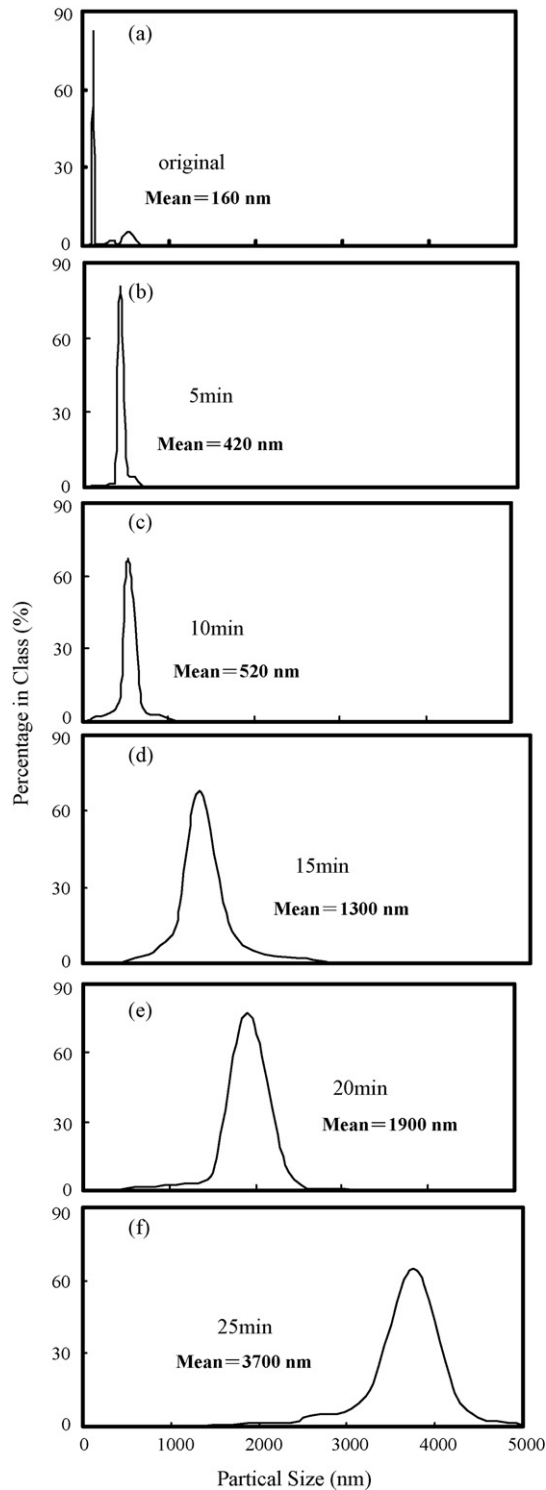 Percentage in Class (%)
90
60
30
0
(a)
original
Mean=160 nm
90
60
30
0
(b)
5min
Mean=420 nm
90
60
30
0
(c)
10min
Mean=520 nm
90
60
30
0
(d)
15min
Mean=1300 nm
90
60
30
0
(e)
20min
Mean=1900 nm
90
60
30
0
(f)
25min
Mean=3700 nm
0 1000 2000 3000 4000 5000
Partical Size (nm)